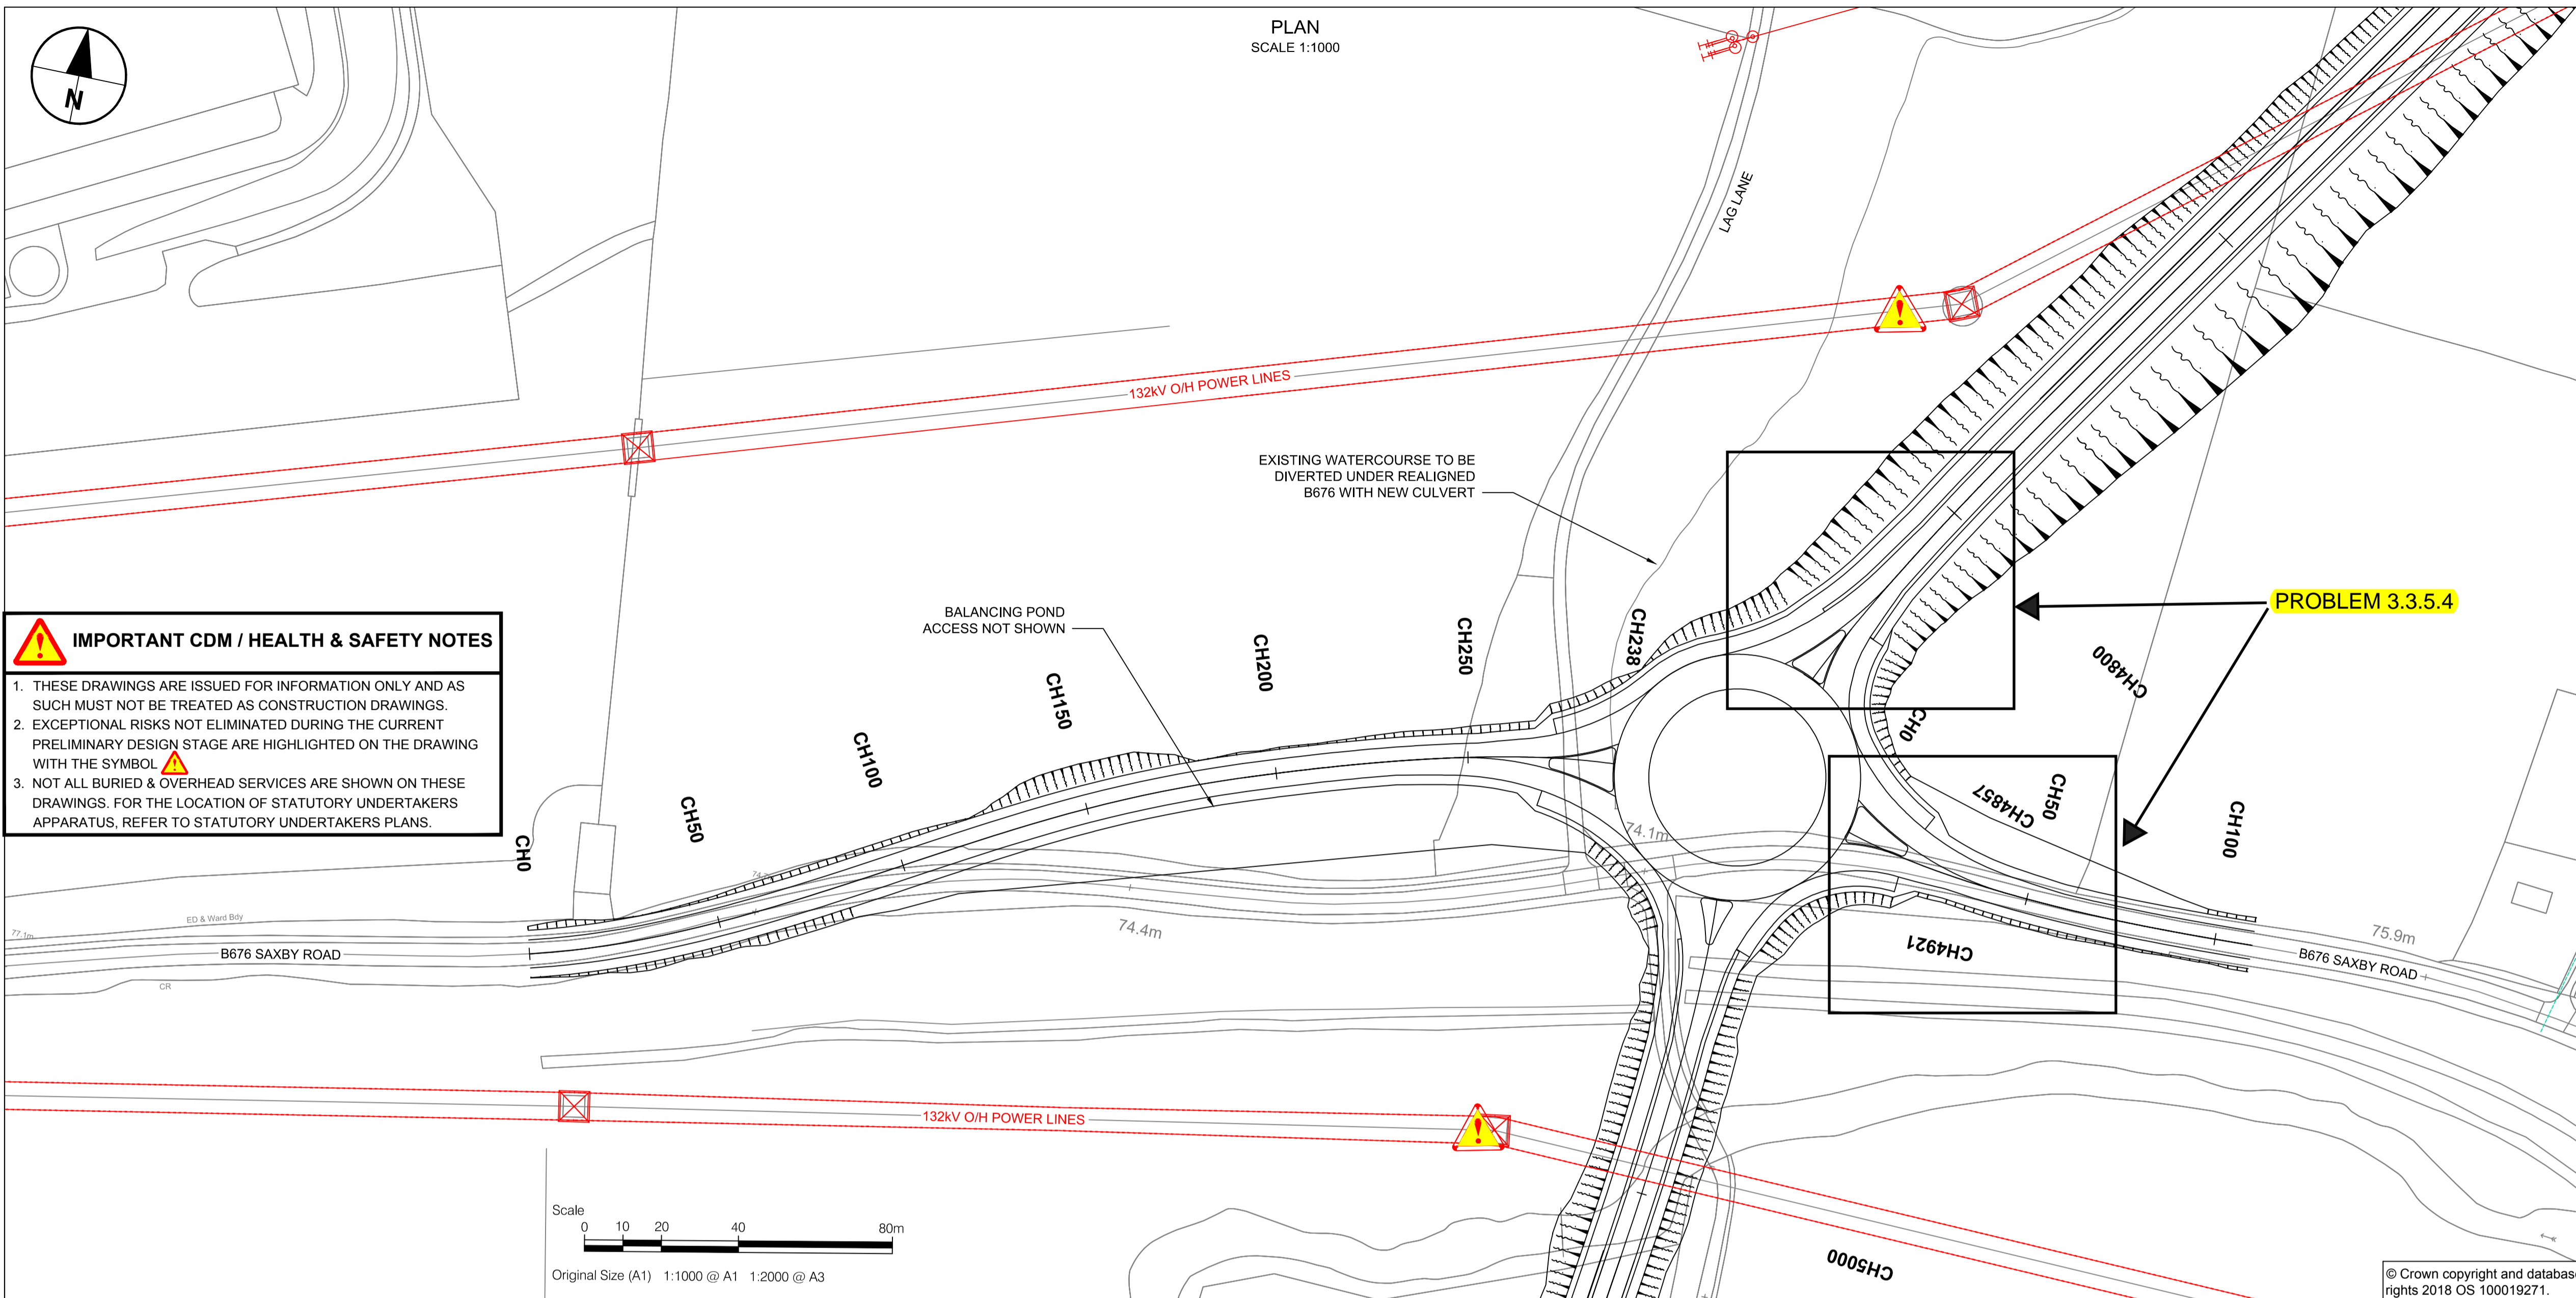 PLAN
SCALE 1:1000
N
LAG LANE
132kV O/H POWER LINES
EXISTING WATERCOURSE TO BE
DIVERTED UNDER REALIGNED
B676 WITH NEW CULVERT
BALANCING POND
ACCESS NOT SHOWN
PROBLEM 3.3.5.4
IMPORTANT CDM / HEALTH & SAFETY NOTES
1. THESE DRAWINGS ARE ISSUED FOR INFORMATION ONLY AND AS
SUCH MUST NOT BE TREATED AS CONSTRUCTION DRAWINGS.
2. EXCEPTIONAL RISKS NOT ELIMINATED DURING THE CURRENT
PRELIMINARY DESIGN STAGE ARE HIGHLIGHTED ON THE DRAWING
WITH THE SYMBOL
3. NOT ALL BURIED & OVERHEAD SERVICES ARE SHOWN ON THESE
DRAWINGS. FOR THE LOCATION OF STATUTORY UNDERTAKERS
APPARATUS, REFER TO STATUTORY UNDERTAKERS PLANS.
CH0
CH50
CH100
CH150
CH200
CH250
CH238
CH4800
CH0
CH4857
CH50
CH100
74.1m
74.4m
ED & Ward Bdy
77.1m
B676 SAXBY ROAD
CR
CH4921
75.9m
B676 SAXBY ROAD
132kV O/H POWER LINES
CH5000
Scale
0 10 20 40 80m
Original Size (A1) 1:1000 @ A1 1:2000 @ A3
© Crown copyright and database
rights 2018 OS 100019271.